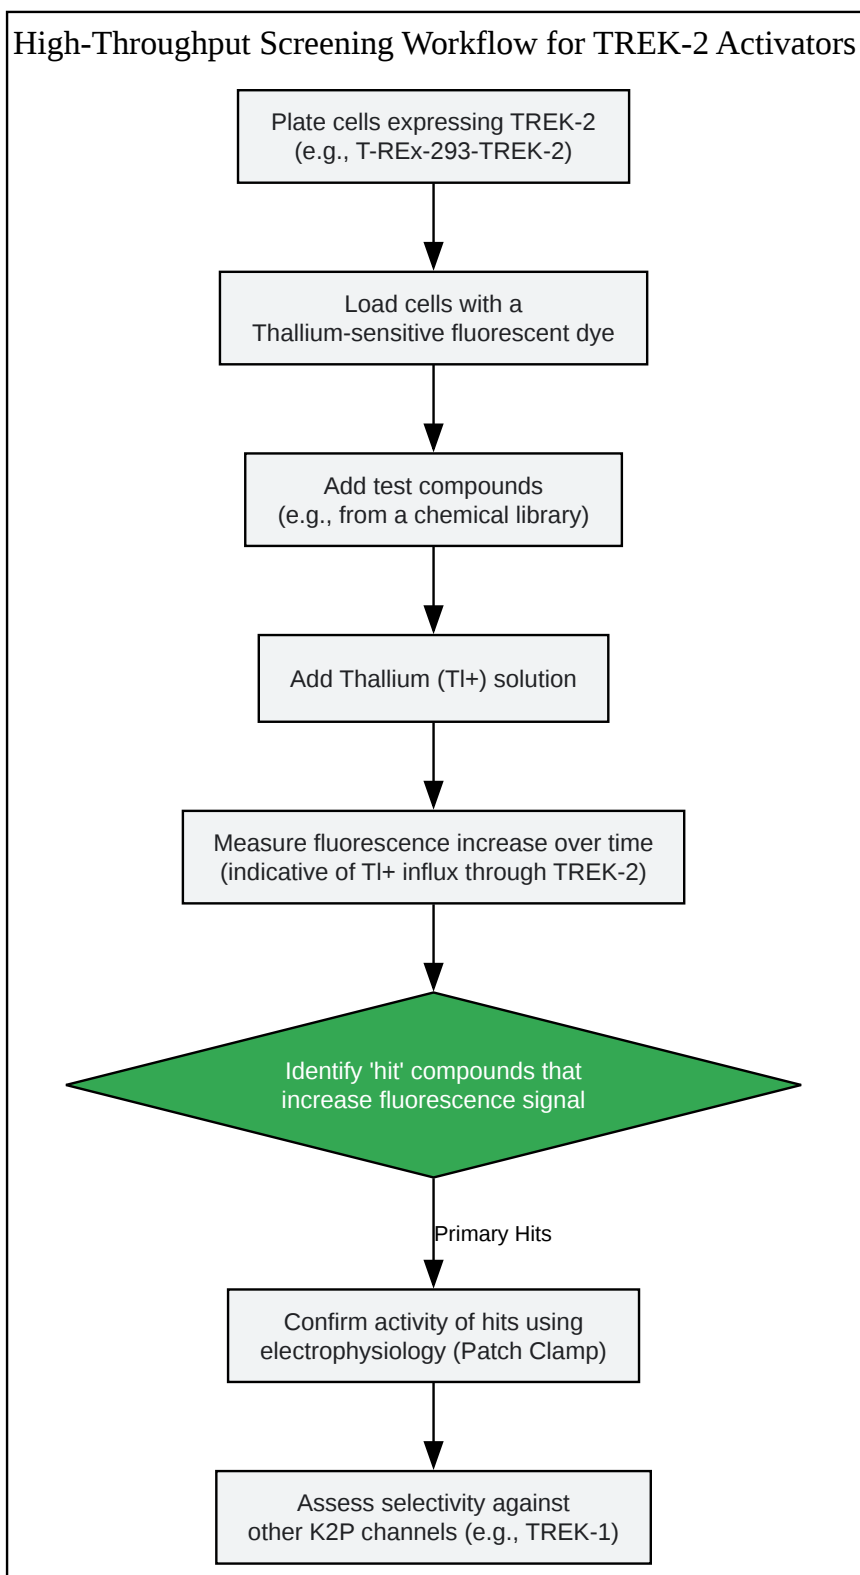 High-Throughput Screening Workflow for TREK-2 Activators
Plate cells expressing TREK-2
(e.g., T-REx-293-TREK-2)
Load cells with a
Thallium-sensitive fluorescent dye
Add test compounds
(e.g., from a chemical library)
Add Thallium (Tl+) solution
Measure fluorescence increase over time
(indicative of Tl+ influx through TREK-2)
Identify 'hit' compounds that
increase fluorescence signal
Primary Hits
Confirm activity of hits using
electrophysiology (Patch Clamp)
Assess selectivity against
other K2P channels (e.g., TREK-1)